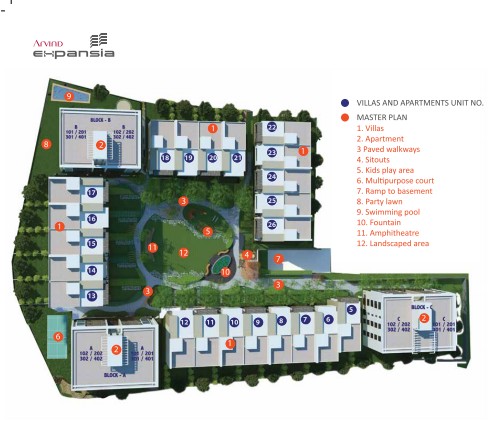 ARVIND
expansia
VILLAS AND APARTMENTS UNIT NO.
MASTER PLAN
1. Villas
2. Apartment
3 Paved walkways
4. Sitouts
5. Kids play area
6. Multipurpose court
7. Ramp to basement
8. Party lawn
9. Swimming pool
10. Fountain
11. Amphitheatre
12. Landscaped area
9
BLOCK - B
B B
101 / 201 102 / 202
301 / 401 302 / 402
2
8
1
18 19 20 21
22
23
1
24
25
26
17
16
1
15
14
13
3
5
11
12
4
7
10
3
3
6
A A
102 / 202 101 / 201
302 / 402 301 / 401
2
BLOCK - A
12 11 10 9 8 7 6 5
1
BLOCK - C
C C
102 / 202 101 / 201
302 / 402 301 / 401
2